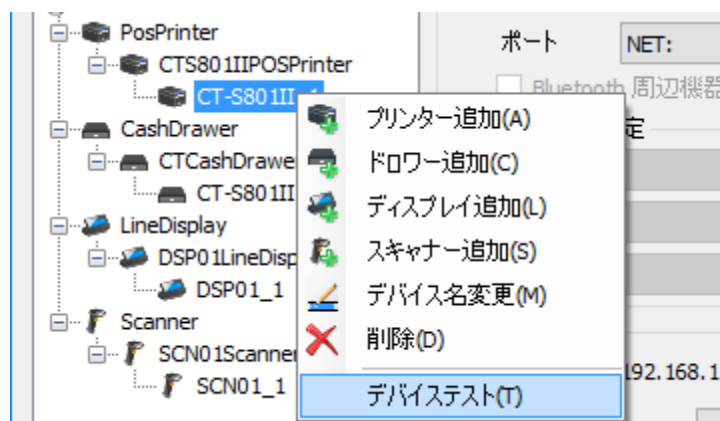 PosPrinter
CTS801IIPOSPrinter
CT-S801II_1
CashDrawer
CTCashDrawe
CT-S801II
LineDisplay
DSP01LineDisp
DSP01_1
Scanner
SCN01Scanner
SCN01_1
プリンター追加(A)
ドロワー追加(C)
ディスプレイ追加(L)
スキャナー追加(S)
デバイス名変更(M)
削除(D)
デバイステスト(T)
ポート
NET:
Bluetooth 周辺機器
定
192.168.1